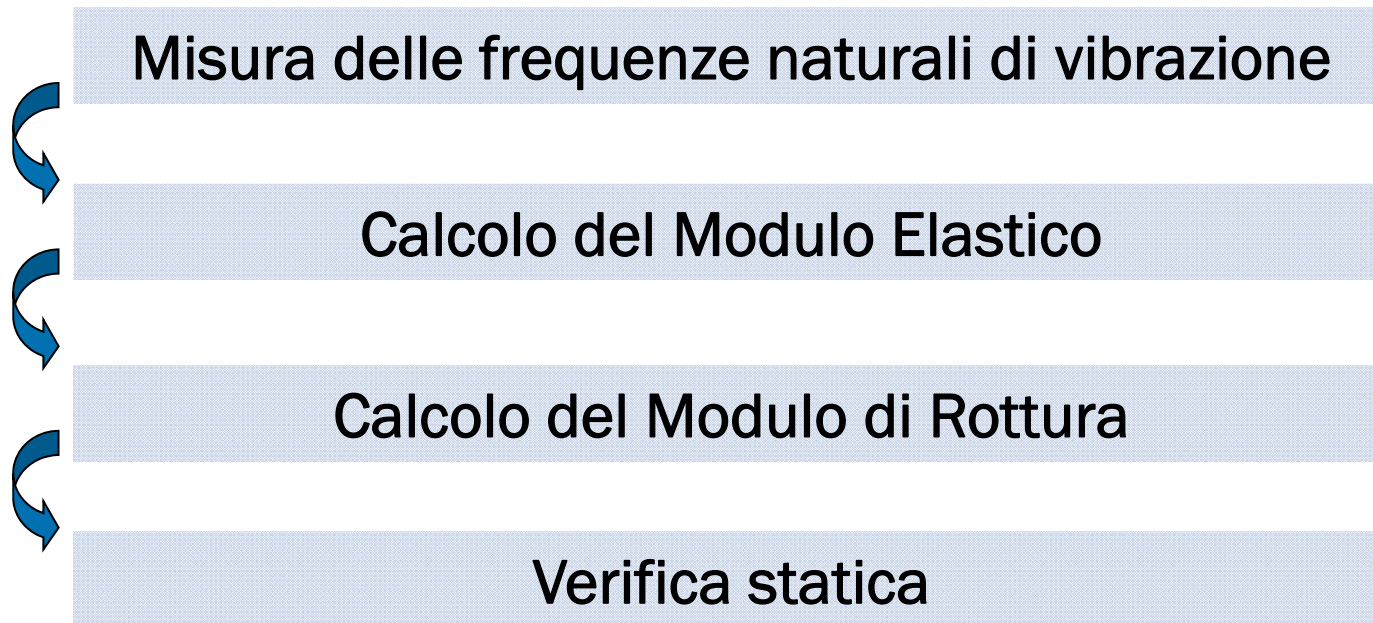 Misura delle frequenze naturali di vibrazione
Calcolo del Modulo Elastico
Calcolo del Modulo di Rottura
Verifica statica